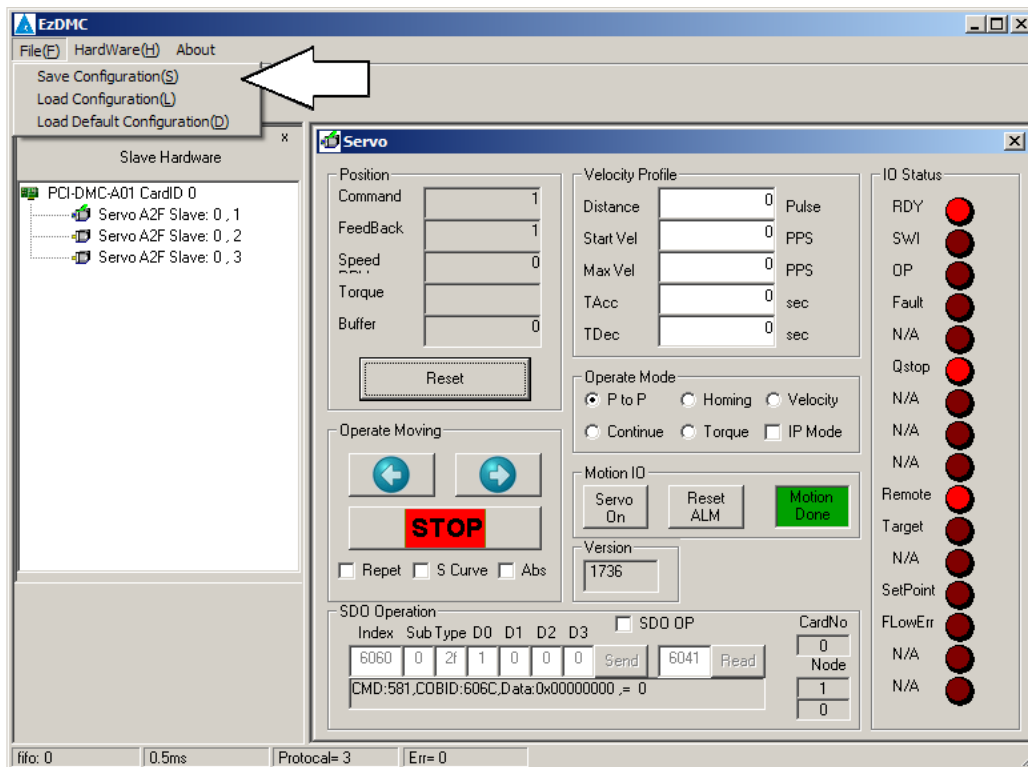 EzDMC
File(F) HardWare(H) About
Save Configuration(S)
Load Configuration(L)
Load Default Configuration(D)
x
Slave Hardware
PCI-DMC-A01 CardID 0
Servo A2F Slave: 0 , 1
Servo A2F Slave: 0 , 2
Servo A2F Slave: 0 , 3
Servo
Position
Command 1
FeedBack 1
Speed 0
Torque
Buffer 0
Reset
Velocity Profile
Distance 0 Pulse
Start Vel 0 PPS
Max Vel 0 PPS
TAcc 0 sec
TDec 0 sec
Operate Mode
P to P Homing Velocity
Continue Torque IP Mode
Operate Moving
STOP
Repet S Curve Abs
Motion IO
Servo On
Reset ALM
Motion Done
Version
1736
SDO Operation
SDO OP
Index Sub Type D0 D1 D2 D3
6060 0 2f 1 0 0 0 Send 6041 Read
CMD:581,COBID:606C,Data:0x00000000 ,= 0
CardNo
0
Node
1
0
IO Status
RDY
SWI
OP
Fault
N/A
Qstop
N/A
N/A
N/A
Remote
Target
N/A
SetPoint
FLowErr
N/A
N/A
fifo: 0 0.5ms Protocal= 3 Err= 0